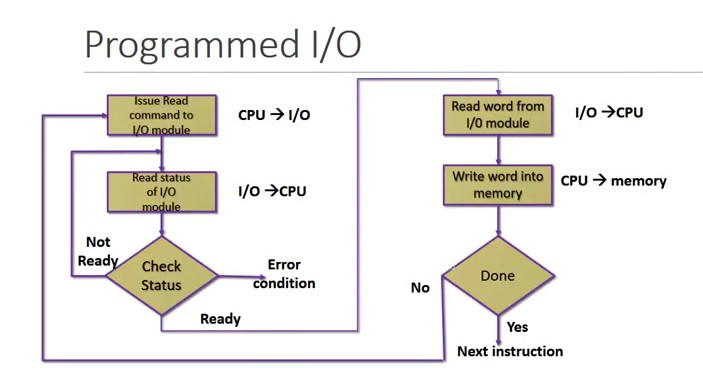 Programmed I/O
Issue Read
command to
I/O module
CPU → I/O
Read status
of I/O
module
I/O →CPU
Not
Ready
Check
Status
Error
condition
Ready
Read word from
I/0 module
I/O →CPU
Write word into
memory
CPU → memory
Done
No
Yes
Next instruction